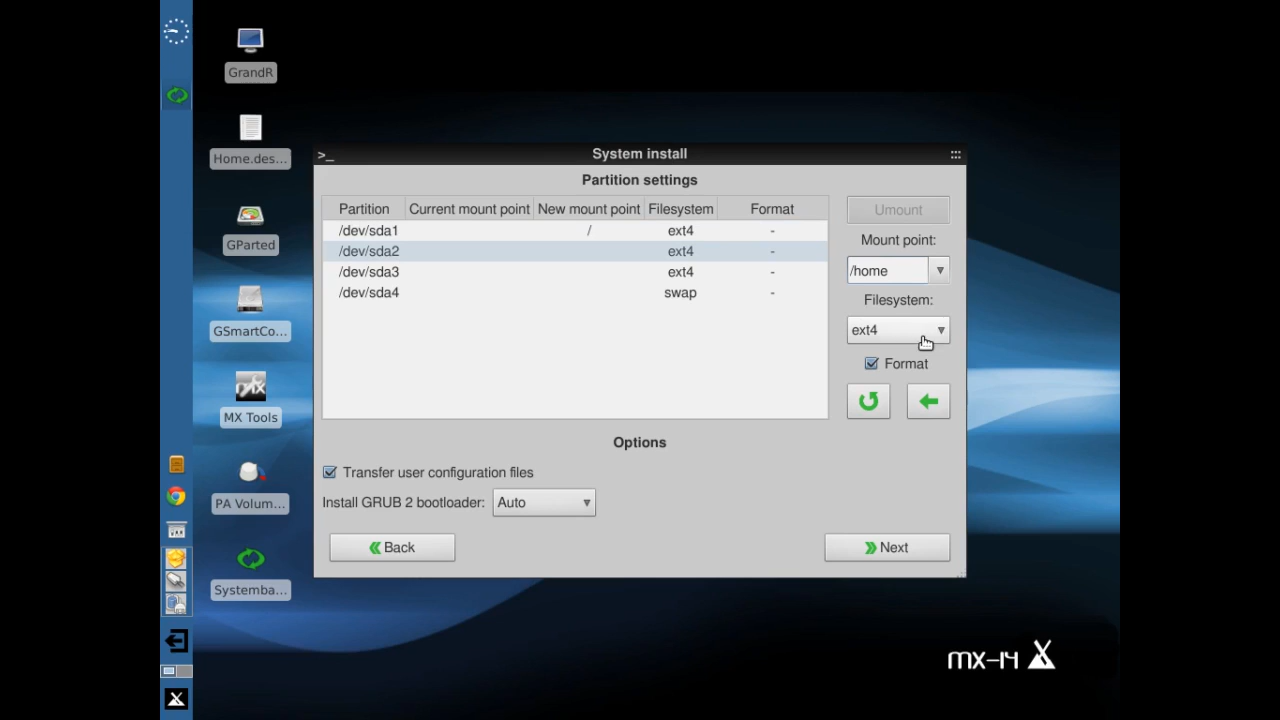 GrandR
Home.des...
GParted
GSmartCo...
MX Tools
PA Volum...
Systemba...
>_ System install
Partition settings
Partition Current mount point New mount point Filesystem Format
/dev/sda1 / ext4 -
/dev/sda2 ext4 -
/dev/sda3 ext4 -
/dev/sda4 swap -
Umount
Mount point:
/home
Filesystem:
ext4
Format
Options
Transfer user configuration files
Install GRUB 2 bootloader: Auto
Back
Next
mx-14